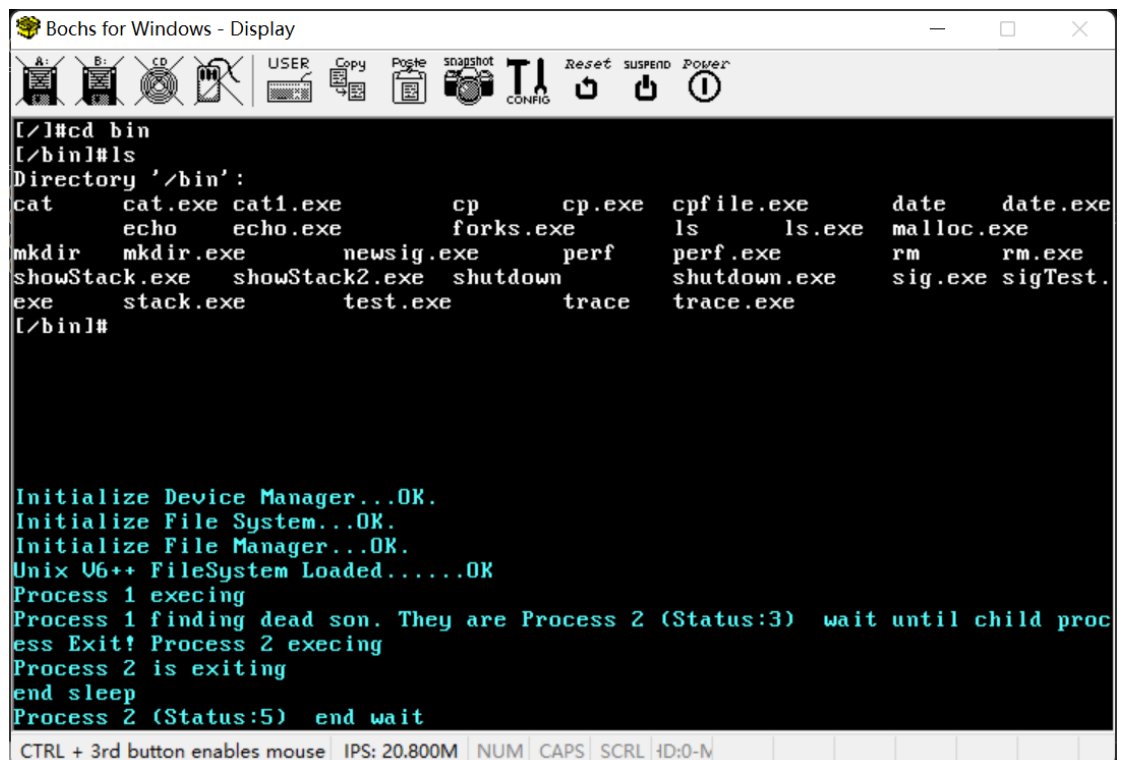 Bochs for Windows - Display
A: B: CD USER Copy Paste snapshot CONFIG Reset SUSPEND Power
[/]#cd bin
[/bin]#ls
Directory '/bin':
cat cat.exe cat1.exe cp cp.exe cpfile.exe date date.exe
echo echo.exe forks.exe ls ls.exe malloc.exe
mkdir mkdir.exe newsig.exe perf perf.exe rm rm.exe
showStack.exe showStack2.exe shutdown shutdown.exe sig.exe sigTest.
exe stack.exe test.exe trace trace.exe
[/bin]#
Initialize Device Manager...OK.
Initialize File System...OK.
Initialize File Manager...OK.
Unix V6++ FileSystem Loaded......OK
Process 1 execing
Process 1 finding dead son. They are Process 2 (Status:3) wait until child proc
ess Exit! Process 2 execing
Process 2 is exiting
end sleep
Process 2 (Status:5) end wait
CTRL + 3rd button enables mouse IPS: 20.800M NUM CAPS SCRL